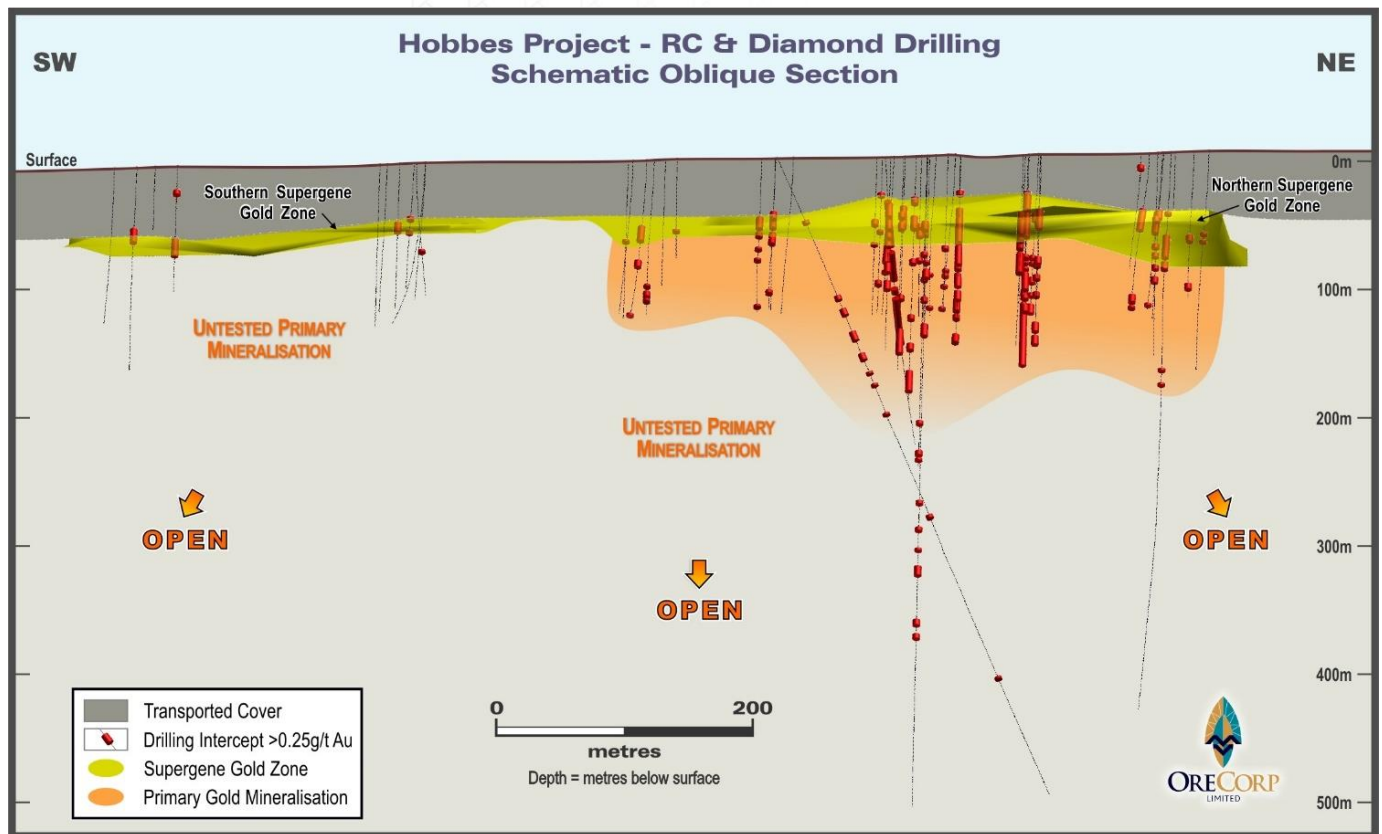 Hobbes Project - RC & Diamond Drilling
Schematic Oblique Section
SW
NE
Surface
0m
Southern Supergene
Gold Zone
Northern Supergene
Gold Zone
100m
UNTESTED PRIMARY
MINERALISATION
200m
UNTESTED PRIMARY
MINERALISATION
OPEN
OPEN
300m
OPEN
400m
Transported Cover
Drilling Intercept >0.25g/t Au
Supergene Gold Zone
Primary Gold Mineralisation
0 200
metres
Depth = metres below surface
ORECORP
LIMITED
500m